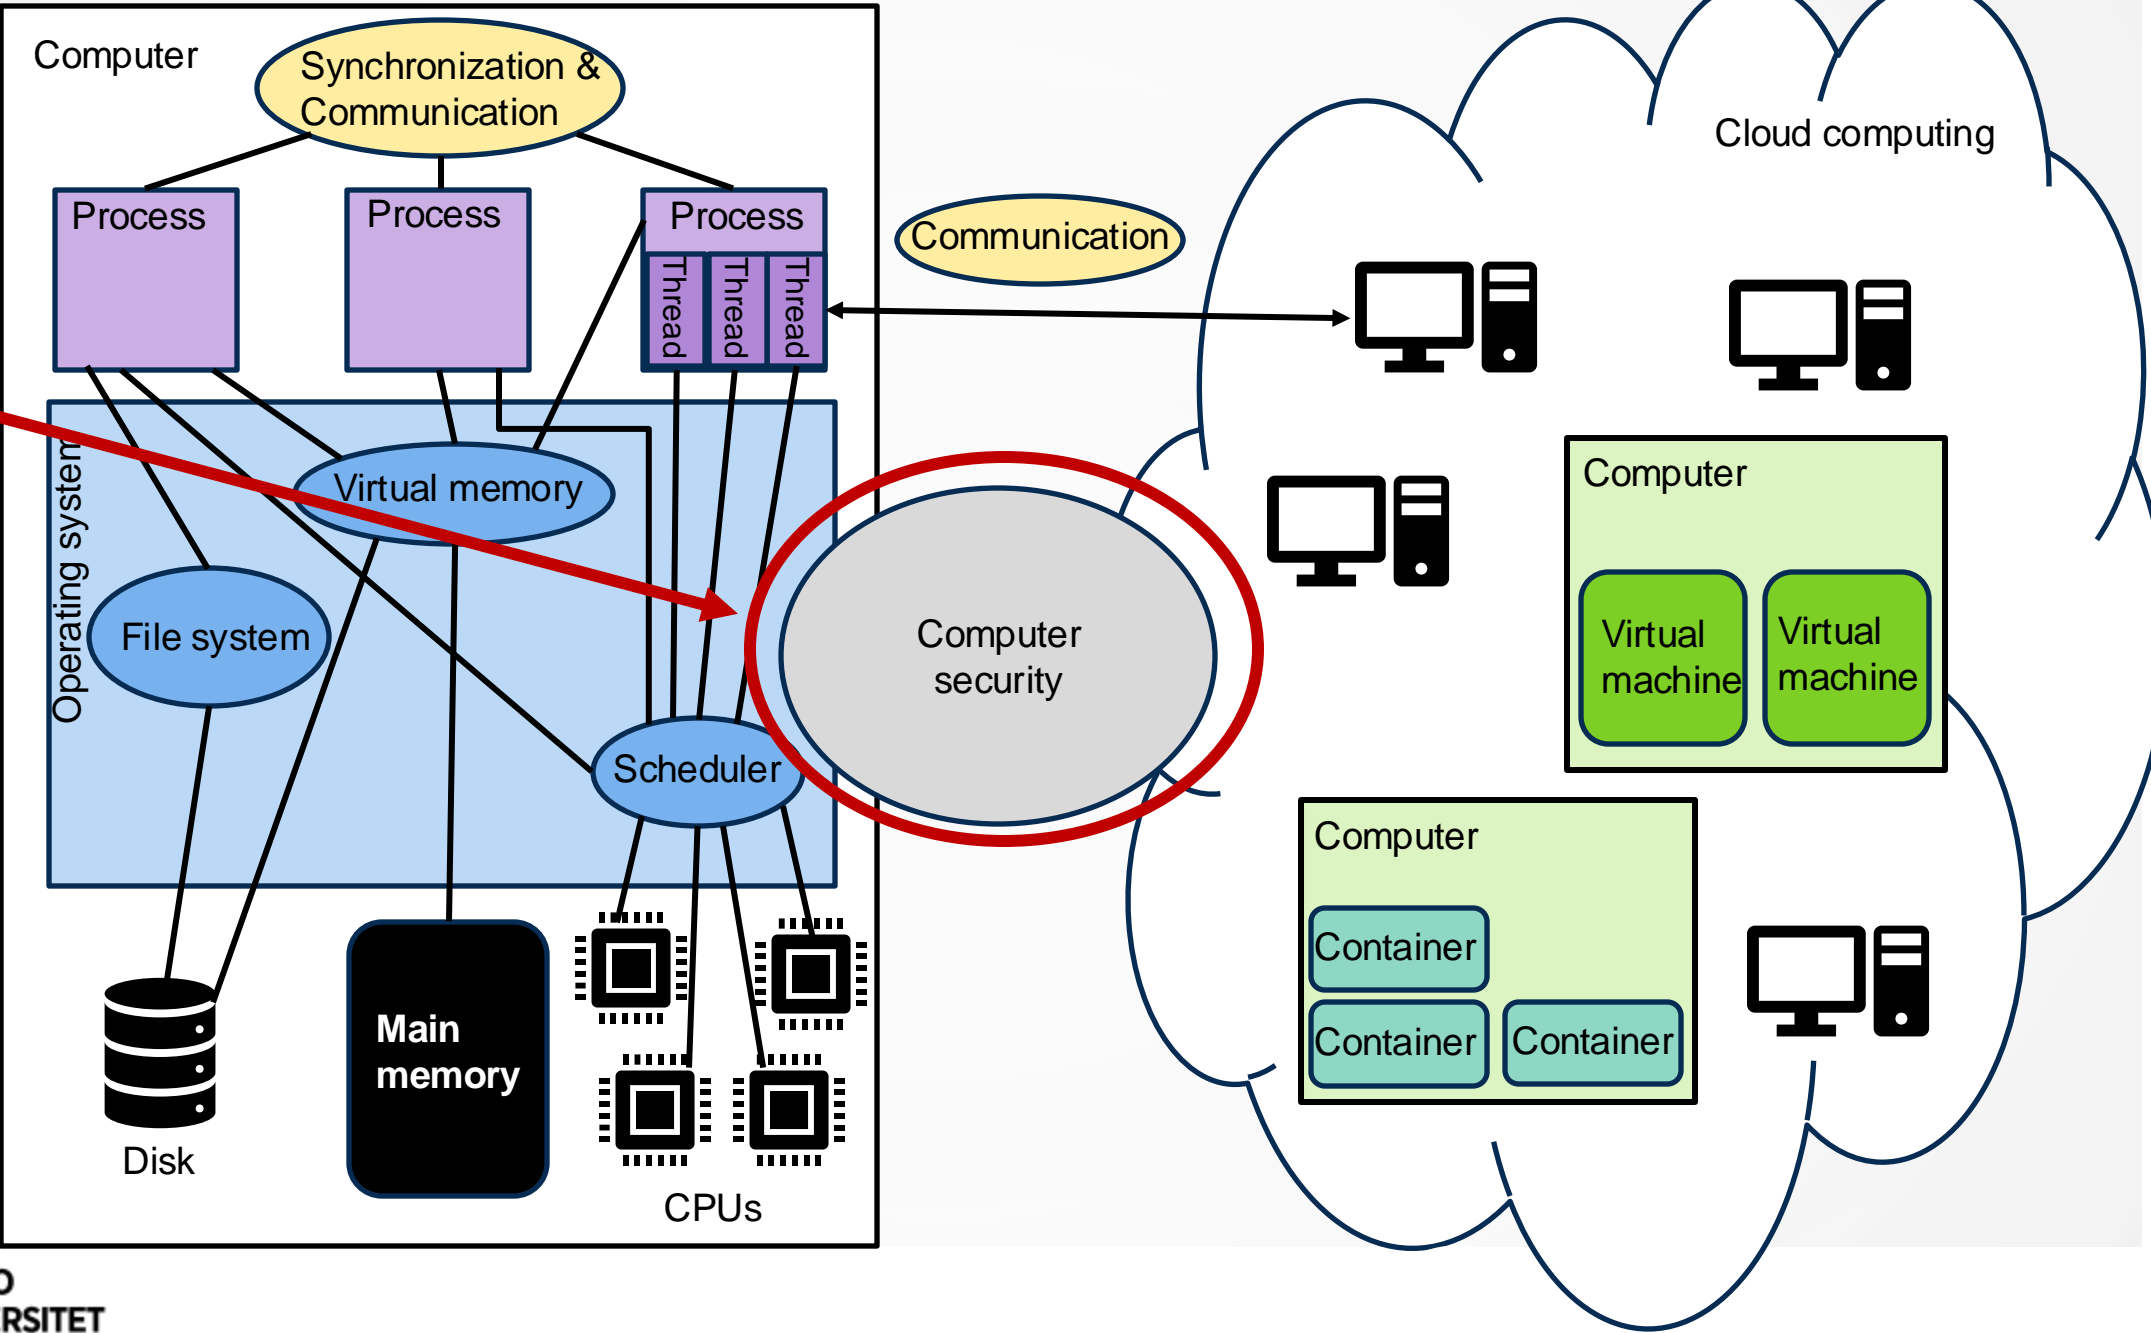 Computer
Synchronization &
Communication
Process
Process
Process
Thread
Thread
Thread
Communication
Cloud computing
Operating system
Virtual memory
File system
Scheduler
Computer
security
Computer
Virtual
machine
Virtual
machine
Computer
Container
Container
Container
Main
memory
Disk
CPUs
O
ERSITET